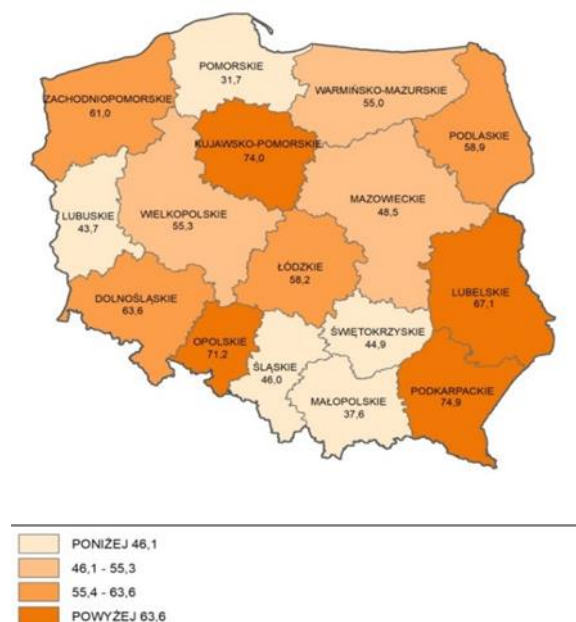 POMORSKIE
31,7
WARMIŃSKO-MAZURSKIE
55,0
ZACHODNIOPOMORSKIE
61,0
PODLASKIE
58,9
KUJAWSKO-POMORSKIE
74,0
MAZOWIECKIE
48,5
LUBUSKIE
43,7
WIELKOPOLSKIE
55,3
ŁÓDZKIE
58,2
LUBELSKIE
67,1
DOLNOŚLĄSKIE
63,6
OPOLSKIE
71,2
ŚWIĘTOKRZYSKIE
44,9
ŚLĄSKIE
46,0
MAŁOPOLSKIE
37,6
PODKARPACKIE
74,9
PONIŻEJ 46,1
46,1 - 55,3
55,4 - 63,6
POWYŻEJ 63,6